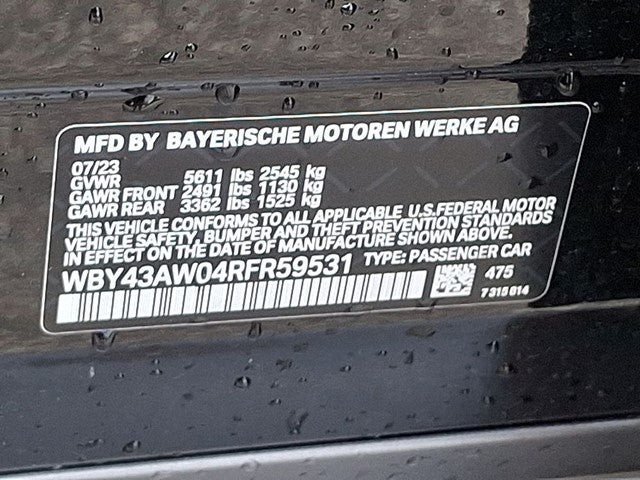 MFD BY BAYERISCHE MOTOREN WERKE AG
07/23
GVWR 5611 lbs 2545 kg
GAWR FRONT 2491 lbs 1130 kg
GAWR REAR 3362 lbs 1525 kg
THIS VEHICLE CONFORMS TO ALL APPLICABLE U.S.FEDERAL MOTOR
VEHICLE SAFETY, BUMPER AND THEFT PREVENTION STANDARDS
IN EFFECT ON THE DATE OF MANUFACTURE SHOWN ABOVE.
WBY43AW04RFR59531 TYPE: PASSENGER CAR
475
7 315 614